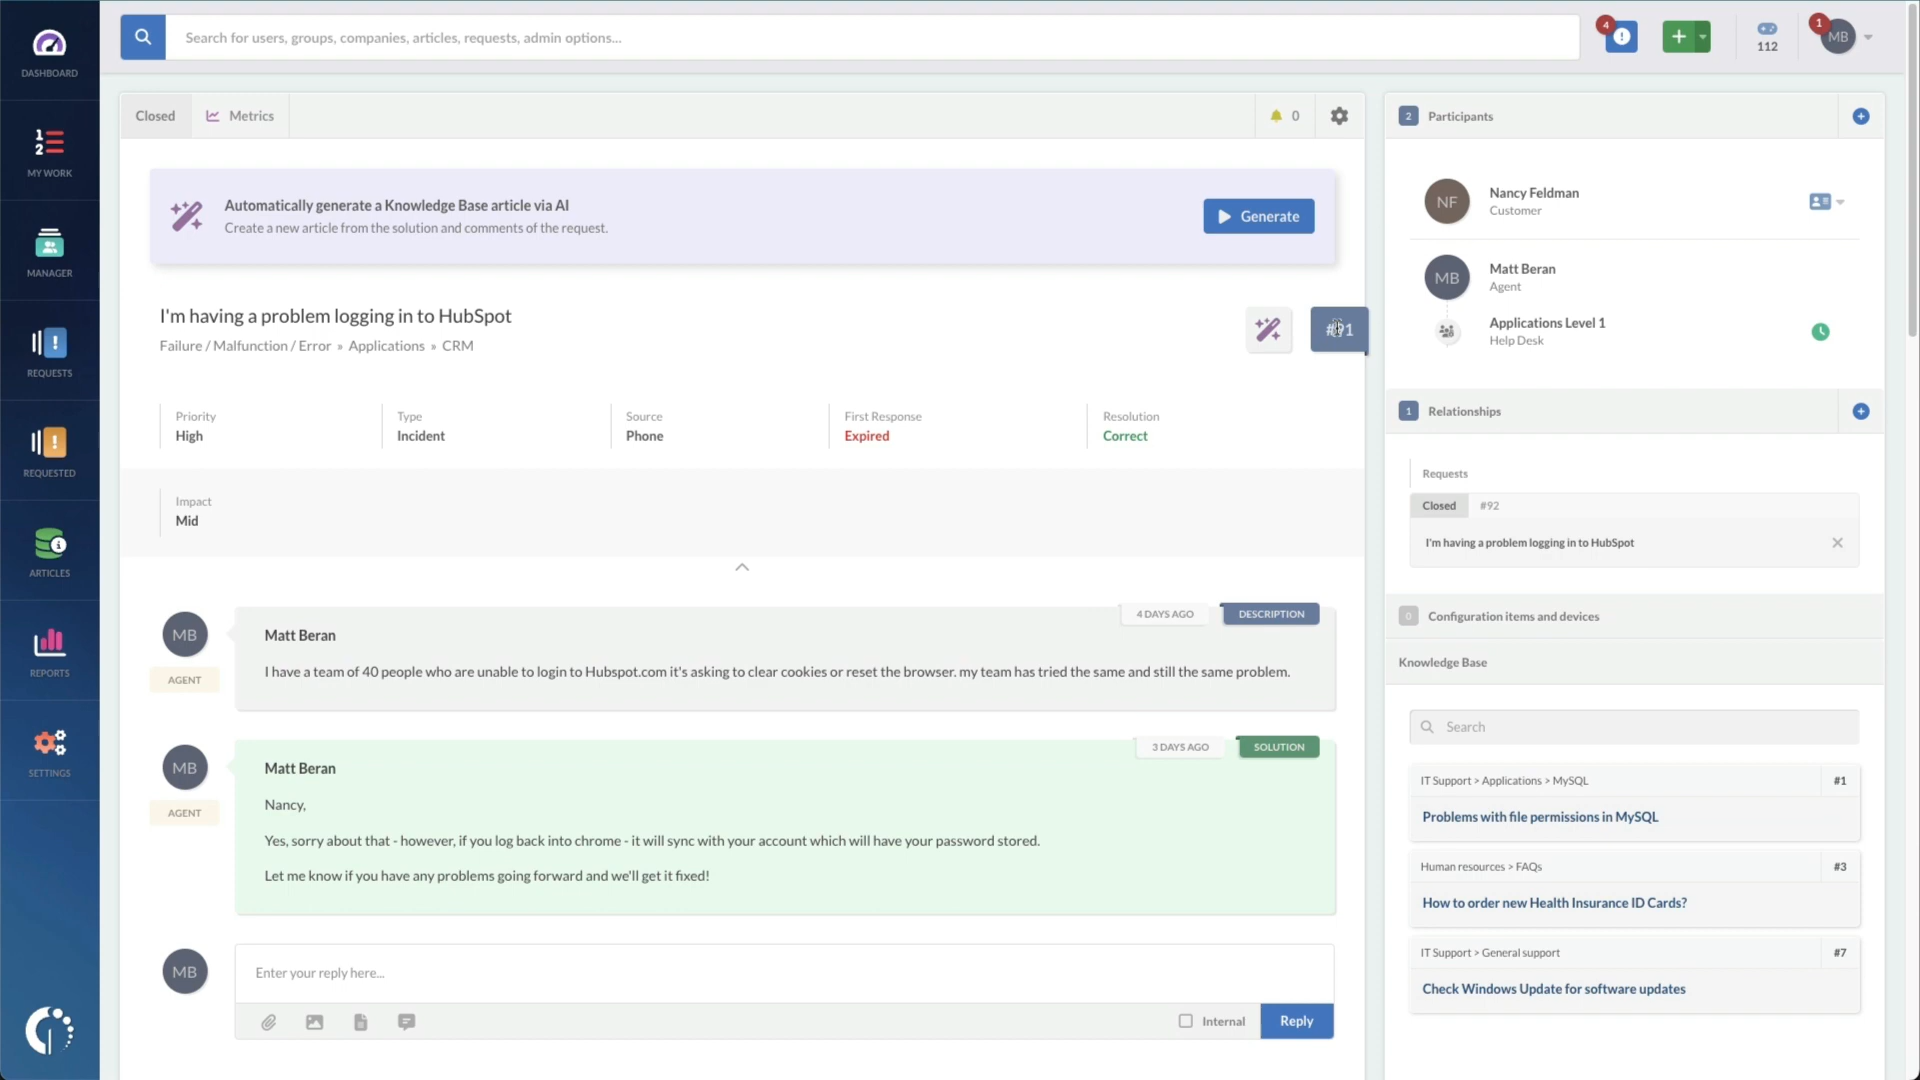 DASHBOARD
MY WORK
MANAGER
REQUESTS
REQUESTED
ARTICLES
REPORTS
SETTINGS
Search for users, groups, companies, articles, requests, admin options...
4
112
1
MB
Closed
Metrics
0
Automatically generate a Knowledge Base article via AI
Create a new article from the solution and comments of the request.
Generate
I'm having a problem logging in to HubSpot
Failure / Malfunction / Error » Applications » CRM
#91
Priority
High
Type
Incident
Source
Phone
First Response
Expired
Resolution
Correct
Impact
Mid
MB
AGENT
Matt Beran
4 DAYS AGO
DESCRIPTION
I have a team of 40 people who are unable to login to Hubspot.com it's asking to clear cookies or reset the browser. my team has tried the same and still the same problem.
MB
AGENT
Matt Beran
3 DAYS AGO
SOLUTION
Nancy,
Yes, sorry about that - however, if you log back into chrome - it will sync with your account which will have your password stored.
Let me know if you have any problems going forward and we'll get it fixed!
MB
Enter your reply here...
Internal
Reply
2 Participants
NF
Nancy Feldman
Customer
MB
Matt Beran
Agent
Applications Level 1
Help Desk
1 Relationships
Requests
Closed #92
I'm having a problem logging in to HubSpot
0 Configuration items and devices
Knowledge Base
Search
IT Support > Applications > MySQL #1
Problems with file permissions in MySQL
Human resources > FAQs #3
How to order new Health Insurance ID Cards?
IT Support > General support #7
Check Windows Update for software updates